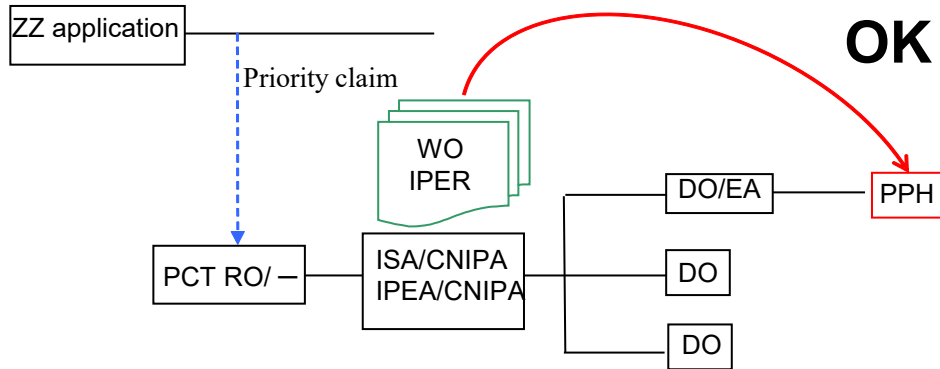 ZZ application
OK
Priority claim
WO
IPER
DO/EA
PPH
PCT RO/ —
ISA/CNIPA
IPEA/CNIPA
DO
DO